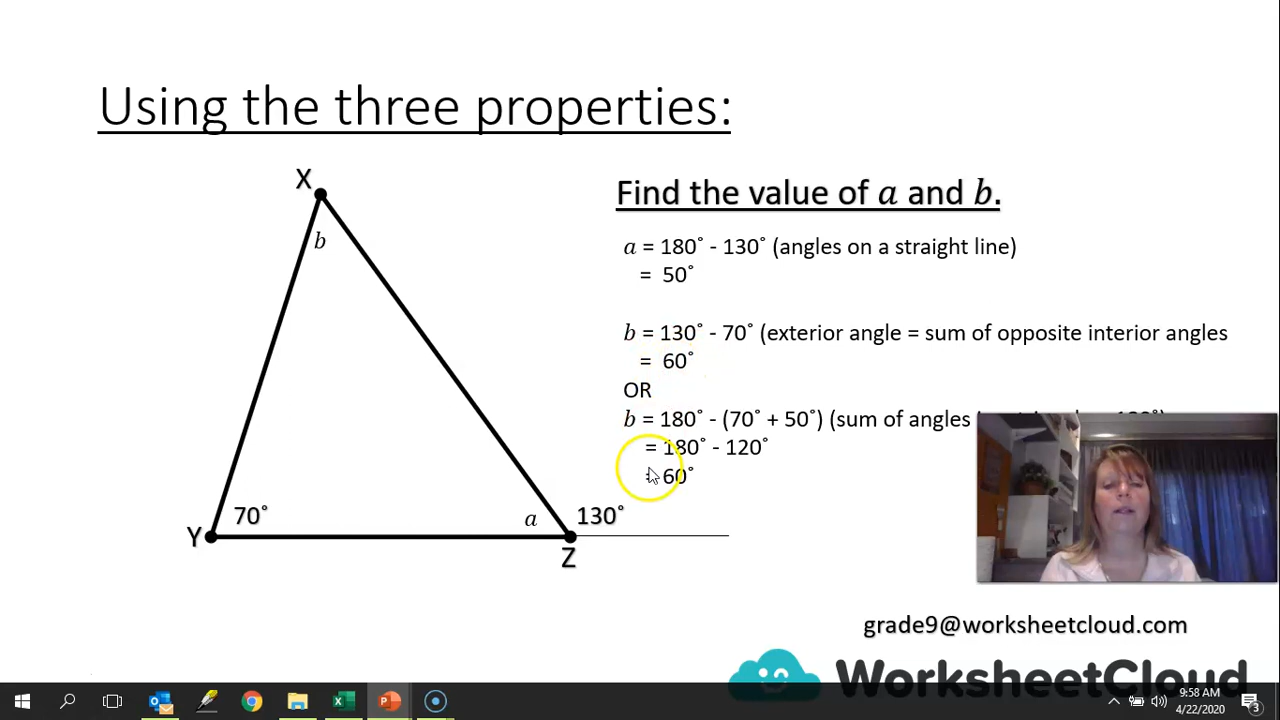 Using the three properties:
X
b
70˚
Y
a
130˚
Z
Find the value of a and b.
a = 180˚ - 130˚ (angles on a straight line)
= 50˚
b = 130˚ - 70˚ (exterior angle = sum of opposite interior angles
= 60˚
OR
b = 180˚ - (70˚ + 50˚) (sum of angles
= 180˚ - 120˚
= 60˚
grade9@worksheetcloud.com
WorksheetCloud
9:58 AM
4/22/2020
3